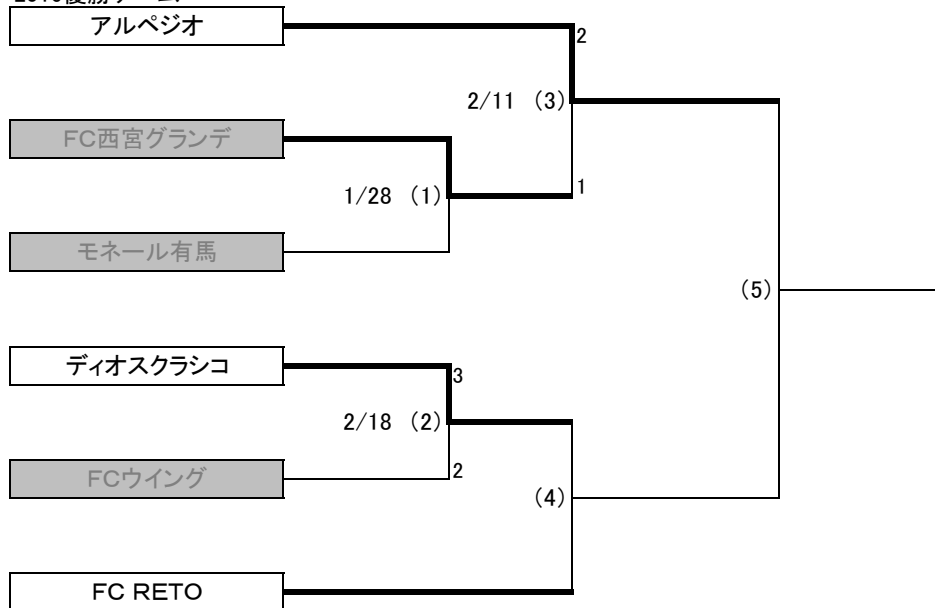 アルペジオ
2
2/11 （3）
FC西宮グランデ
1/28 （1）
1
モネール有馬
（5）
ディオスクラシコ
3
2/18 （2）
2
FCウイング
（4）
FC RETO